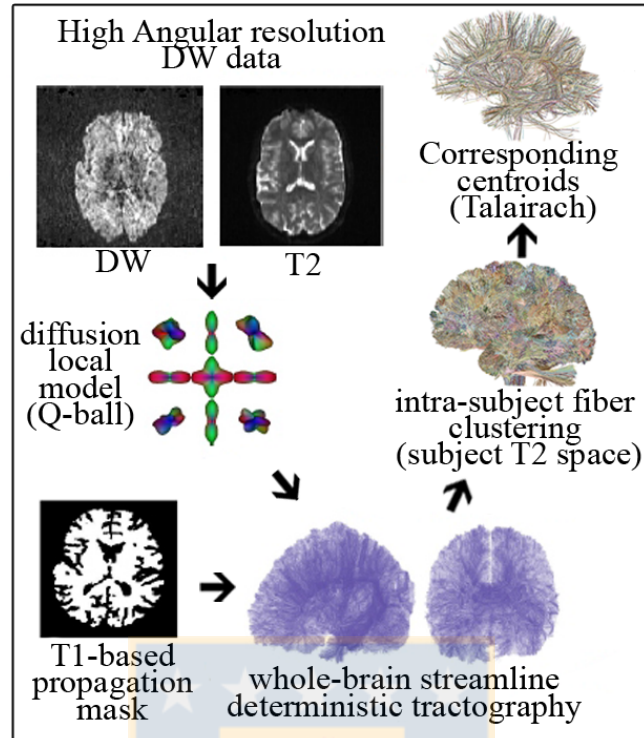 High Angular resolution
DW data
DW
T2
diffusion
local
model
(Q-ball)
T1-based
propagation
mask
whole-brain streamline
deterministic tractography
intra-subject fiber
clustering
(subject T2 space)
Corresponding
centroids
(Talairach)